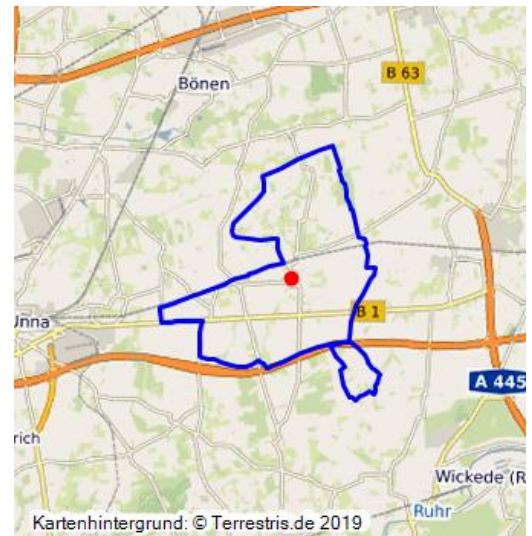 Bönen
B 63
Unna
B 1
A 445
rich
Wickede (R
Ruhr
Kartenhintergrund: © Terrestris.de 2019